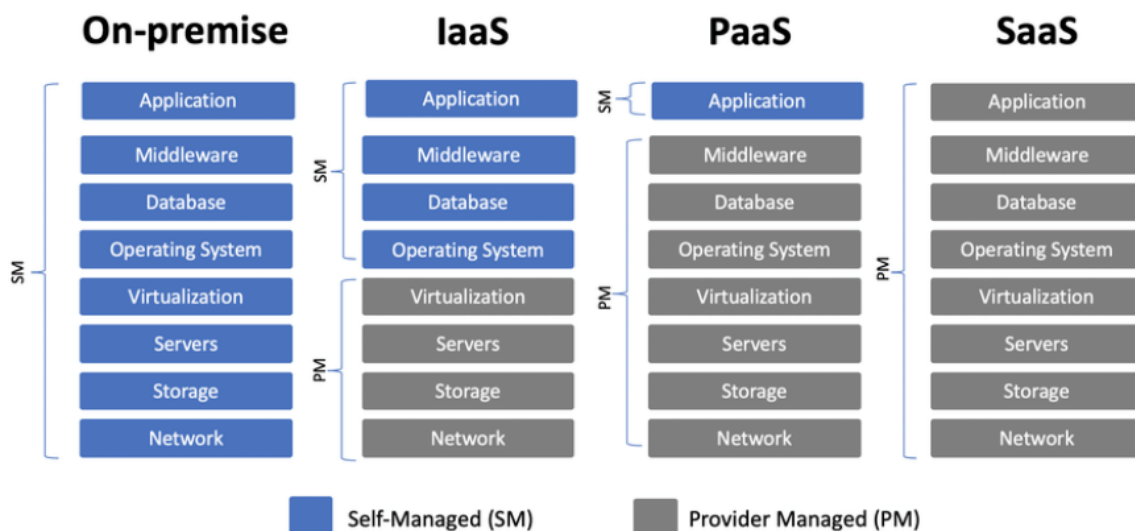 On-premise IaaS PaaS SaaS
Application Application Application Application
Middleware Middleware Middleware Middleware
Database Database Database Database
Operating System Operating System Operating System Operating System
Virtualization Virtualization Virtualization Virtualization
Servers Servers Servers Servers
Storage Storage Storage Storage
Network Network Network Network
SM
SM
PM
SM
PM
PM
Self-Managed (SM) Provider Managed (PM)